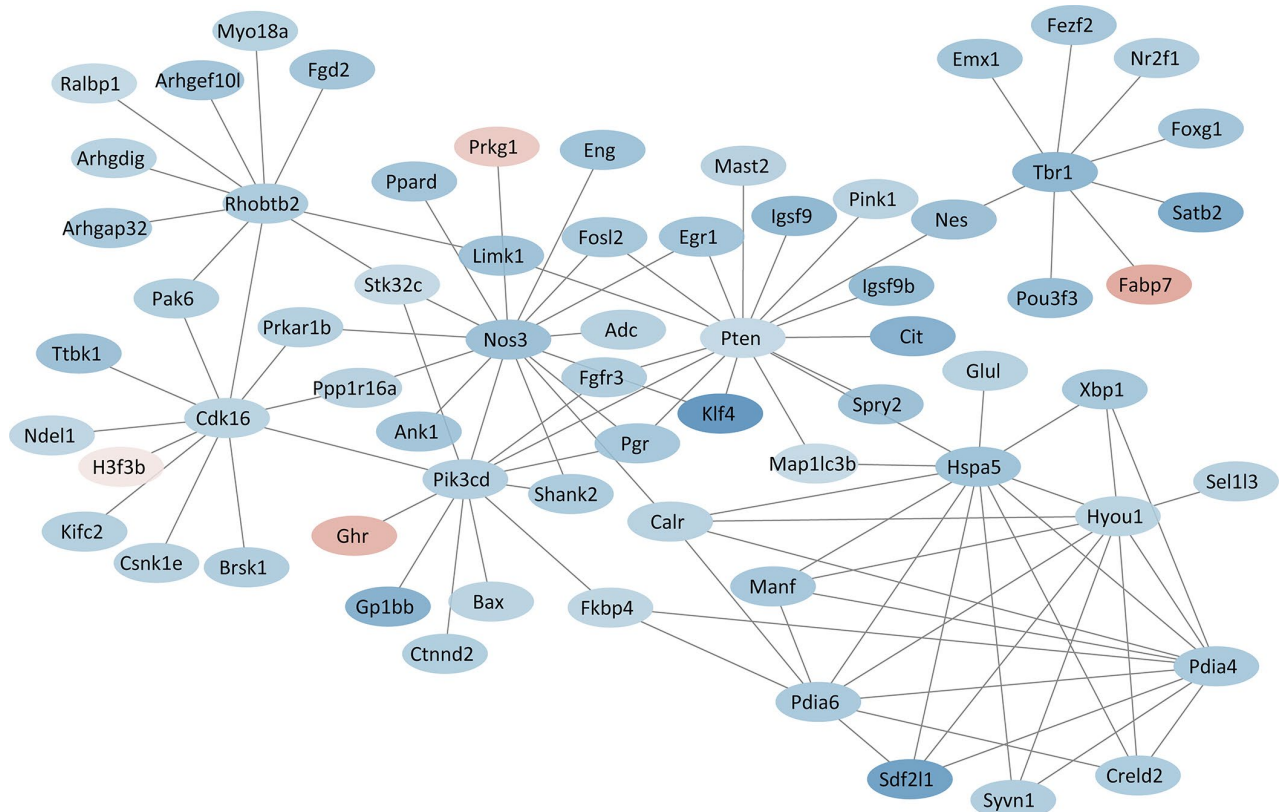 Myo18a
Fezf2
Emx1
Nr2f1
Ralbp1
Arhgef10l
Fgd2
Foxg1
Prkg1
Eng
Arhgdig
Mast2
Tbr1
Ppard
Rhobtb2
Pink1
Igsf9
Satb2
Nes
Arhgap32
Fosl2
Egr1
Limk1
Stk32c
Igsf9b
Fabp7
Pak6
Pou3f3
Prkar1b
Adc
Nos3
Pten
Cit
Ttbk1
Glul
Fgfr3
Ppp1r16a
Xbp1
Spry2
Klf4
Cdk16
Ank1
Ndel1
Pgr
H3f3b
Map1lc3b
Hspa5
Pik3cd
Sel1l3
Shank2
Hyou1
Calr
Kifc2
Ghr
Csnk1e
Brsk1
Manf
Gp1bb
Bax
Fkbp4
Ctnnd2
Pdia4
Pdia6
Creld2
Sdf2l1
Syvn1